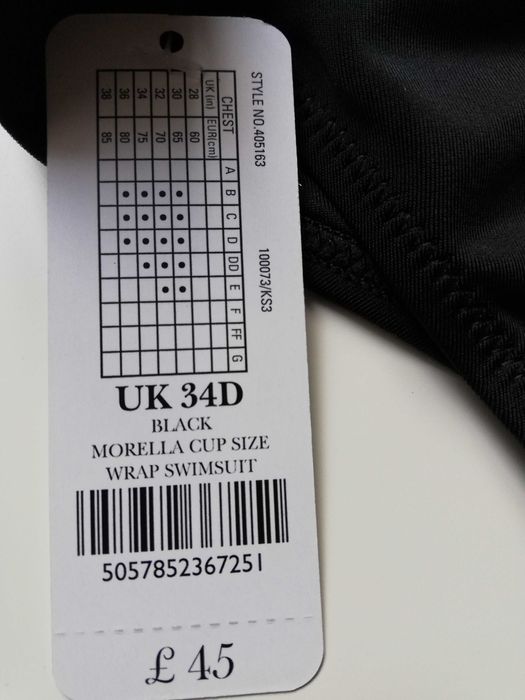 STYLE NO.405163 100073/KS3
CHEST A B C D DD E F FF G
UK (in) EUR(cm)
28 60
30 65 • • • • •
32 70 • • • • •
34 75 • • • •
36 80 • • •
38 85
UK 34D
BLACK
MORELLA CUP SIZE
WRAP SWIMSUIT
5057852367251
£ 45